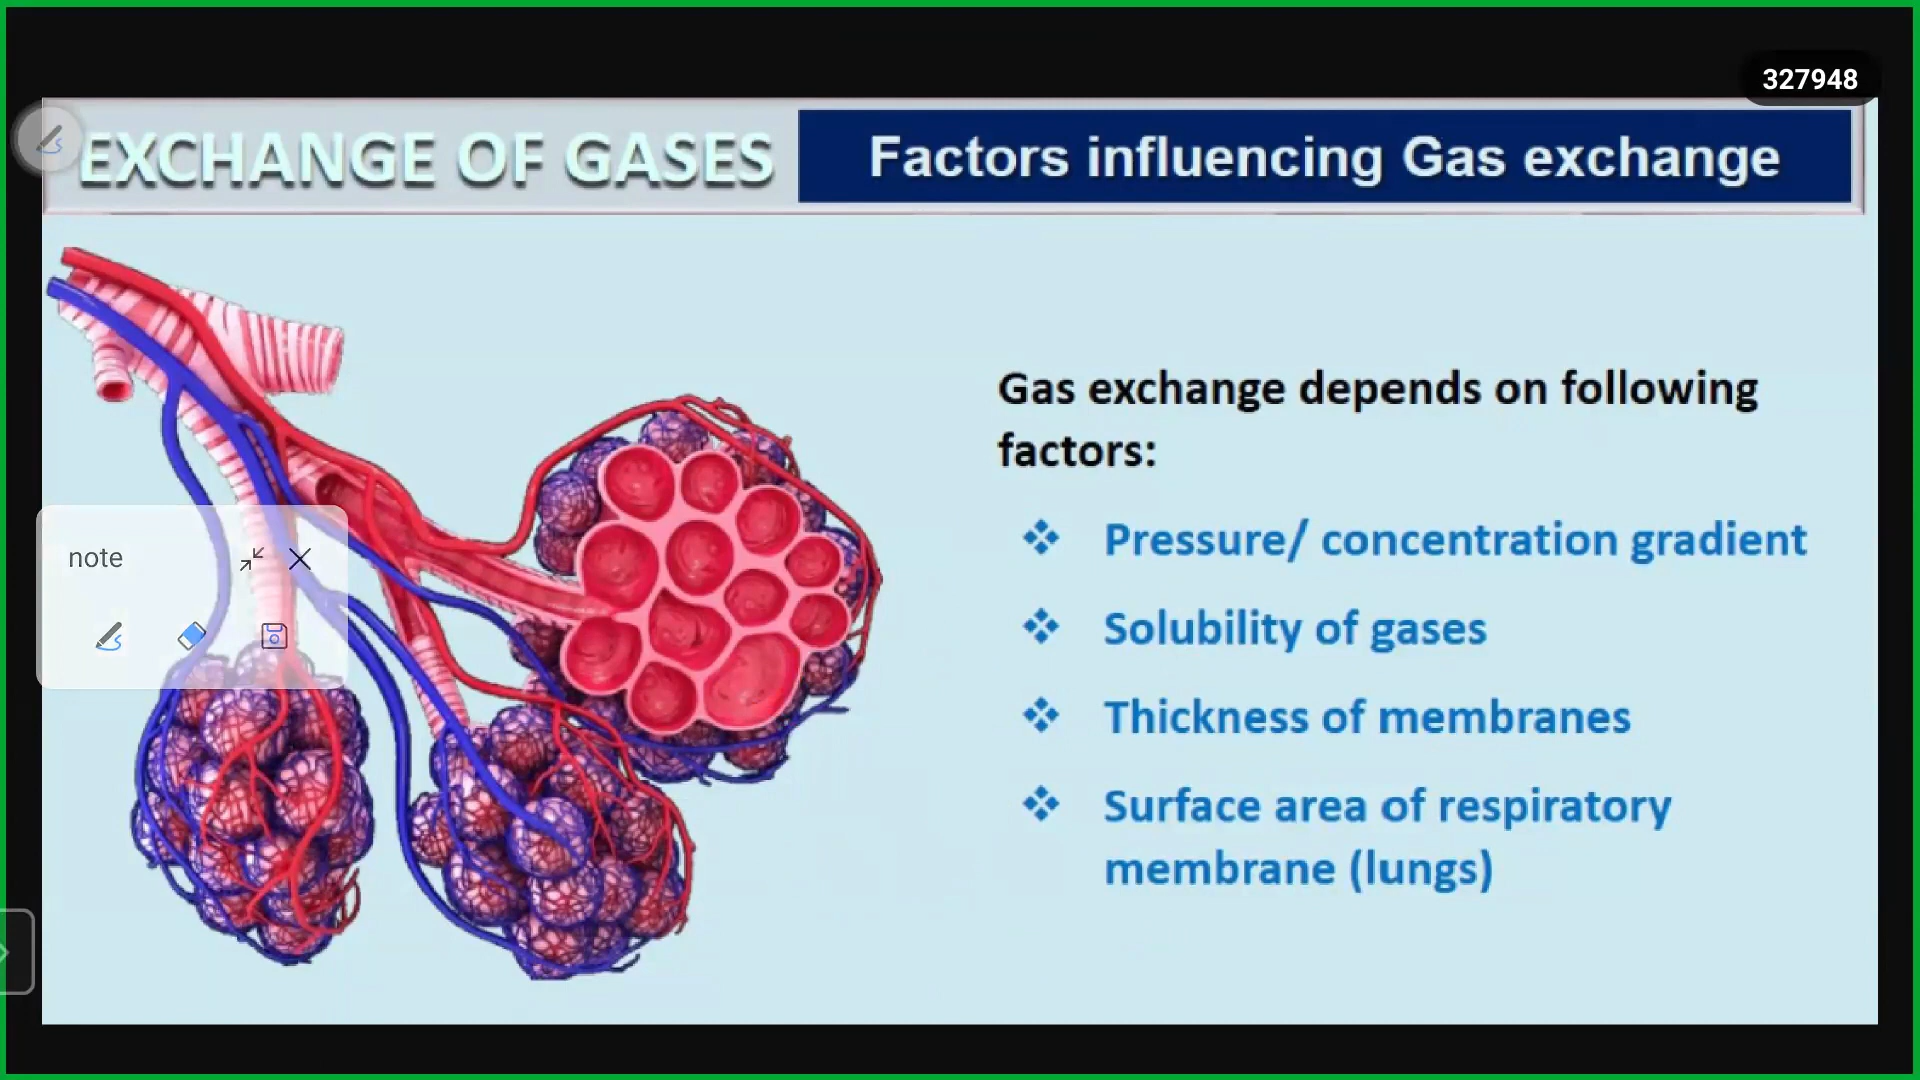 327948
EXCHANGE OF GASES
Factors influencing Gas exchange
Gas exchange depends on following
factors:
❖ Pressure/ concentration gradient
❖ Solubility of gases
❖ Thickness of membranes
❖ Surface area of respiratory
membrane (lungs)
note